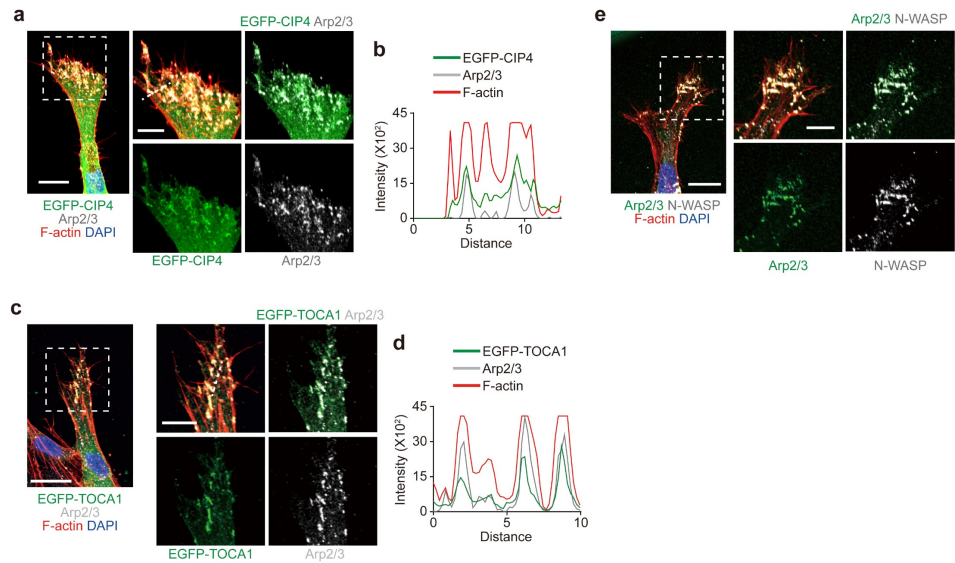 a
EGFP-CIP4 Arp2/3
EGFP-CIP4
Arp2/3
F-actin DAPI
EGFP-CIP4
Arp2/3
b
EGFP-CIP4
Arp2/3
F-actin
Intensity (X10²)
45
30
15
0
0
5
10
Distance
e
Arp2/3 N-WASP
Arp2/3 N-WASP
F-actin DAPI
Arp2/3
N-WASP
c
EGFP-TOCA1 Arp2/3
EGFP-TOCA1
Arp2/3
F-actin DAPI
EGFP-TOCA1
Arp2/3
d
EGFP-TOCA1
Arp2/3
F-actin
Intensity (X10²)
45
30
15
0
0
5
10
Distance